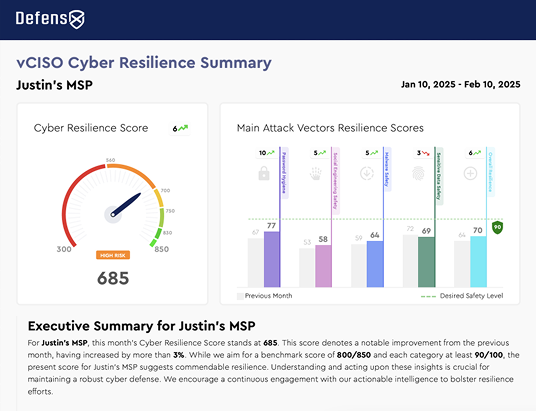 Defens
vCISO Cyber Resilience Summary
Justin's MSP
Jan 10, 2025 - Feb 10, 2025
Cyber Resilience Score
6
560
700
750
800
300
850
HIGH RISK
685
Main Attack Vectors Resilience Scores
10
5
5
3
6
Password Hygiene
Social Engineering Safety
Malware Safety
Sensitive Data Safety
Overall Resilience
67
77
53
58
59
64
72
69
64
70
90
Previous Month
Desired Safety Level
Executive Summary for Justin's MSP
For Justin's MSP, this month's Cyber Resilience Score stands at 685. This score denotes a notable improvement from the previous
month, having increased by more than 3%. While we aim for a benchmark score of 800/850 and each category at least 90/100, the
present score for Justin's MSP suggests commendable resilience. Understanding and acting upon these insights is crucial for
maintaining a robust cyber defense. We encourage a continuous engagement with our actionable intelligence to bolster resilience
efforts.